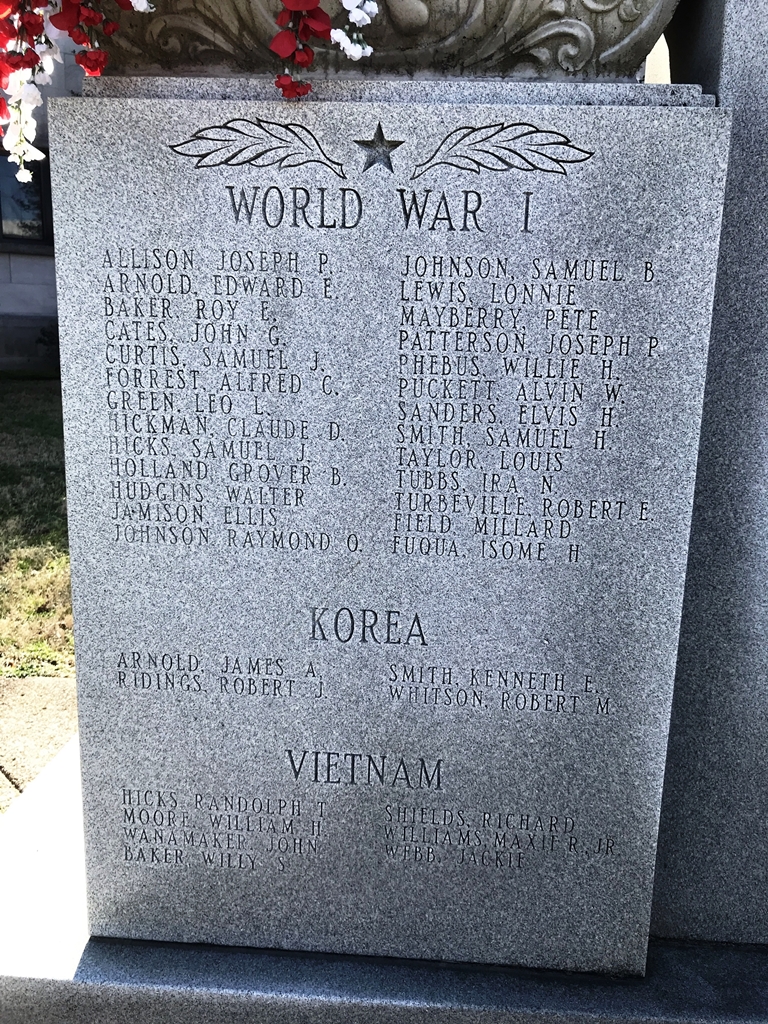 WORLD WAR I
ALLISON, JOSEPH P.
ARNOLD, EDWARD E.
BAKER, ROY E.
CATES, JOHN G.
CURTIS, SAMUEL J.
FORREST, ALFRED C.
GREEN, LEO L.
HICKMAN, CLAUDE D.
HICKS, SAMUEL J.
HOLLAND, GROVER B.
HUDGINS, WALTER
JAMISON, ELLIS
JOHNSON, RAYMOND O.
JOHNSON, SAMUEL B
LEWIS, LONNIE
MAYBERRY, PETE
PATTERSON, JOSEPH P
PHEBUS, WILLIE H.
PUCKETT, ALVIN W.
SANDERS, ELVIS H.
SMITH, SAMUEL H.
TAYLOR, LOUIS
TUBBS, IRA N.
TURBEVILLE, ROBERT E.
FIELD, MILLARD
FUQUA, ISOME H
KOREA
ARNOLD, JAMES A.
RIDINGS, ROBERT J.
SMITH, KENNETH E.
WHITSON, ROBERT M.
VIETNAM
HICKS, RANDOLPH T.
MOORE, WILLIAM H.
WANAMAKER, JOHN
BAKER, WILLY S
SHIELDS, RICHARD
WILLIAMS, MAXIE R., JR.
WEBB, JACKIE